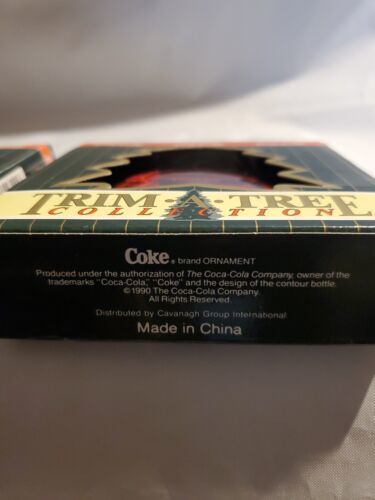 TRIM·A·TREE
COLLECTION
Coke® brand ORNAMENT
Produced under the authorization of The Coca-Cola Company, owner of the
trademarks "Coca-Cola," "Coke" and the design of the contour bottle.
©1990 The Coca-Cola Company.
All Rights Reserved.
Distributed by Cavanagh Group International
Made in China